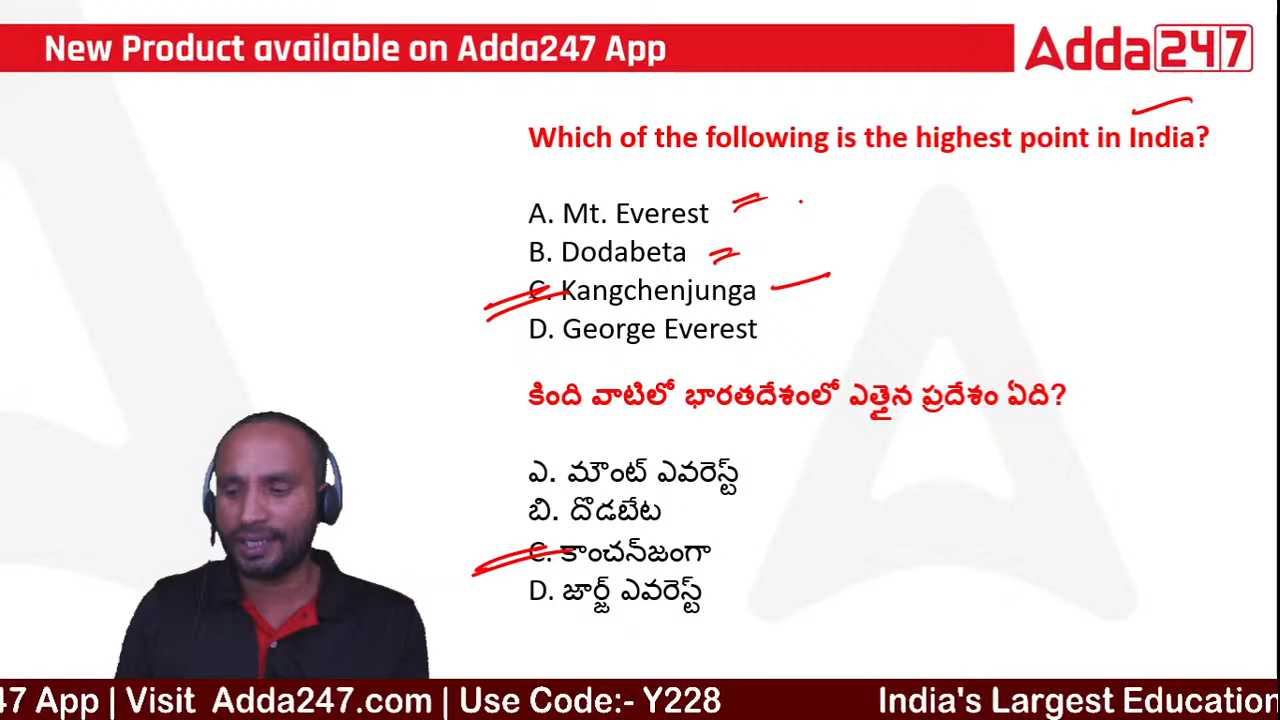 New Product available on Adda247 App
Adda247
Which of the following is the highest point in India?
A. Mt. Everest
B. Dodabeta
C. Kangchenjunga
D. George Everest
కింది వాటిలో భారతదేశంలో ఎత్తైన ప్రదేశం ఏది?
ఎ. మౌంట్ ఎవరెస్ట్
బి. దొడబేట
C. కాంచన్‌జంగా
D. జార్జ్ ఎవరెస్ట్
47 App | Visit Adda247.com | Use Code:- Y228 India's Largest Education